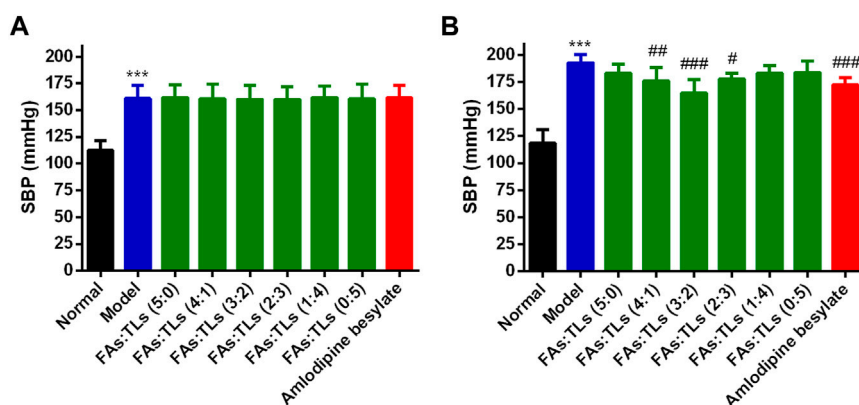 A
SBP (mmHg)
200
175
150
125
100
75
50
25
0
***
Normal
Model
FAs:TLs (5:0)
FAs:TLs (4:1)
FAs:TLs (3:2)
FAs:TLs (2:3)
FAs:TLs (1:4)
FAs:TLs (0:5)
Amlodipine besylate
B
SBP (mmHg)
200
175
150
125
100
75
50
25
0
***
##
###
#
###
Normal
Model
FAs:TLs (5:0)
FAs:TLs (4:1)
FAs:TLs (3:2)
FAs:TLs (2:3)
FAs:TLs (1:4)
FAs:TLs (0:5)
Amlodipine besylate